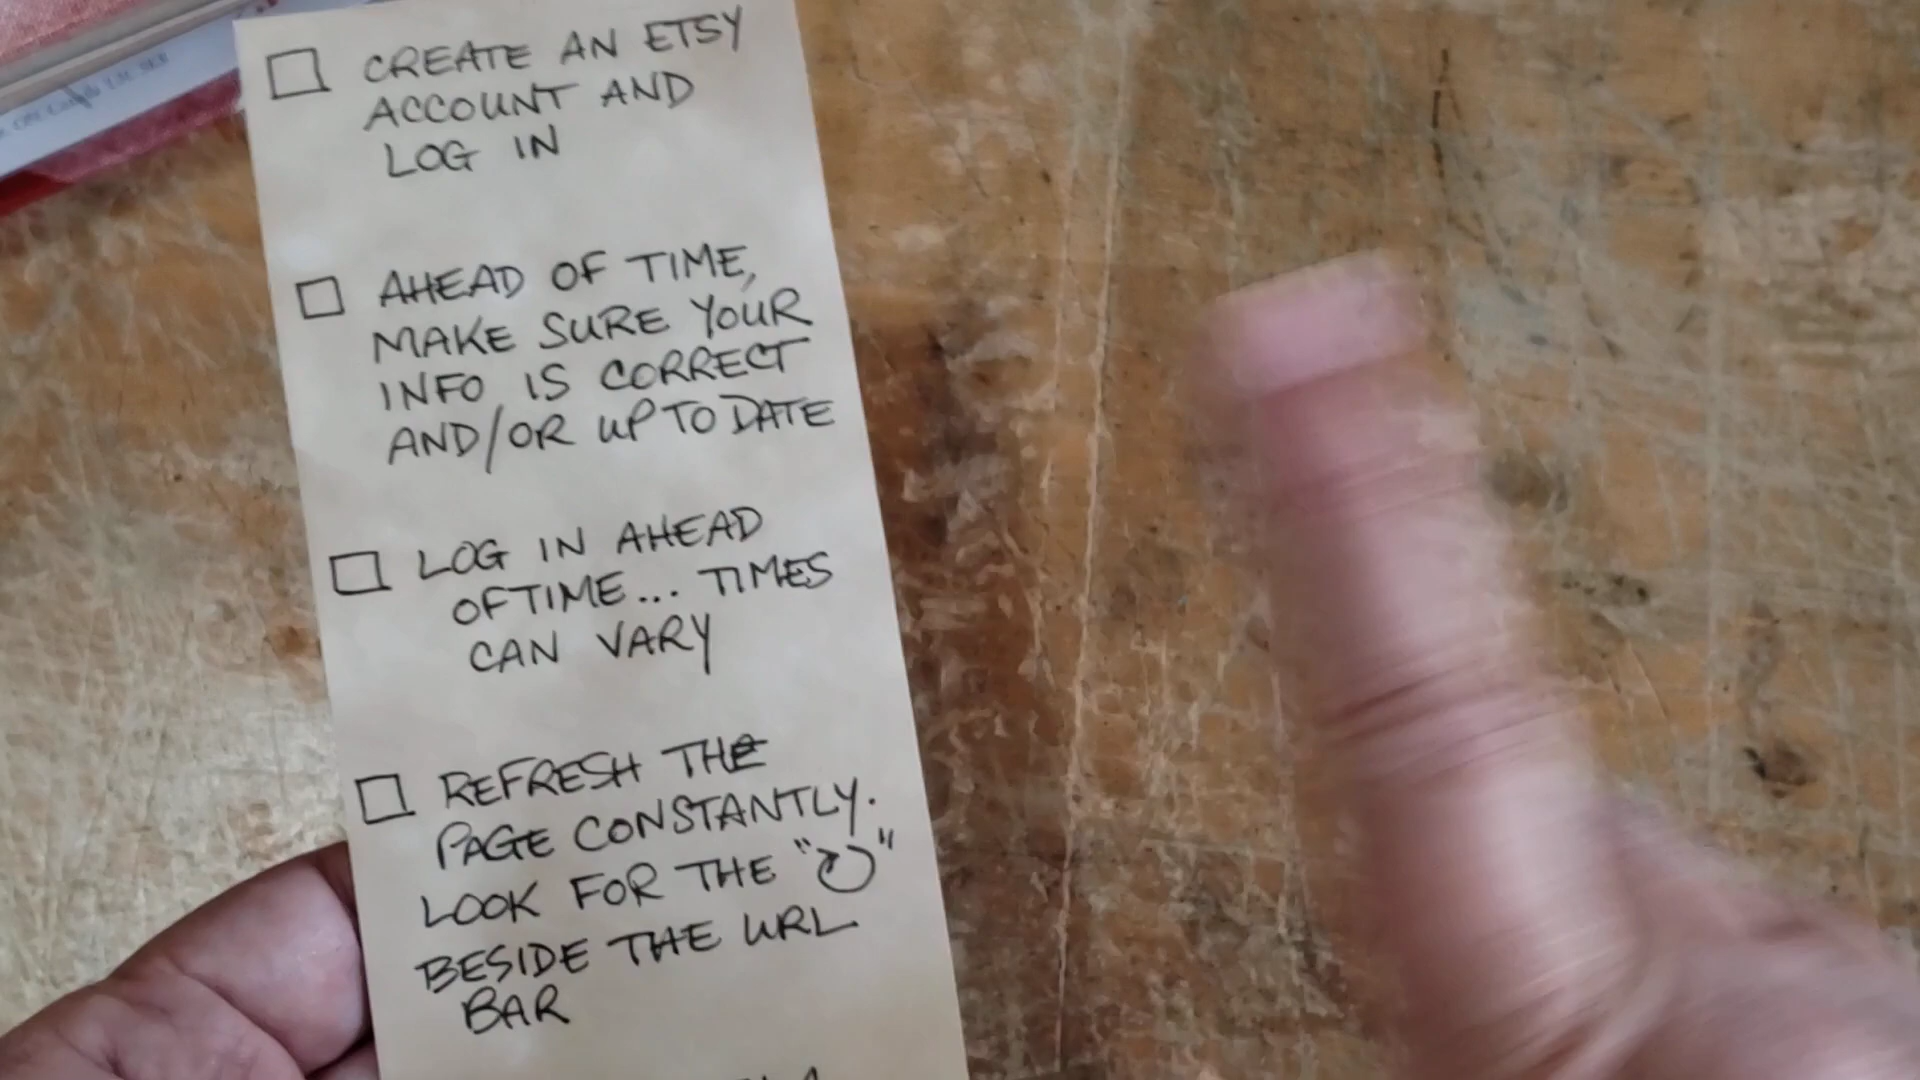 CREATE AN ETSY
ACCOUNT AND
LOG IN
AHEAD OF TIME,
MAKE SURE YOUR
INFO IS CORRECT
AND/OR UP TO DATE
LOG IN AHEAD
OF TIME... TIMES
CAN VARY
REFRESH THE
PAGE CONSTANTLY.
LOOK FOR THE "↻"
BESIDE THE URL
BAR